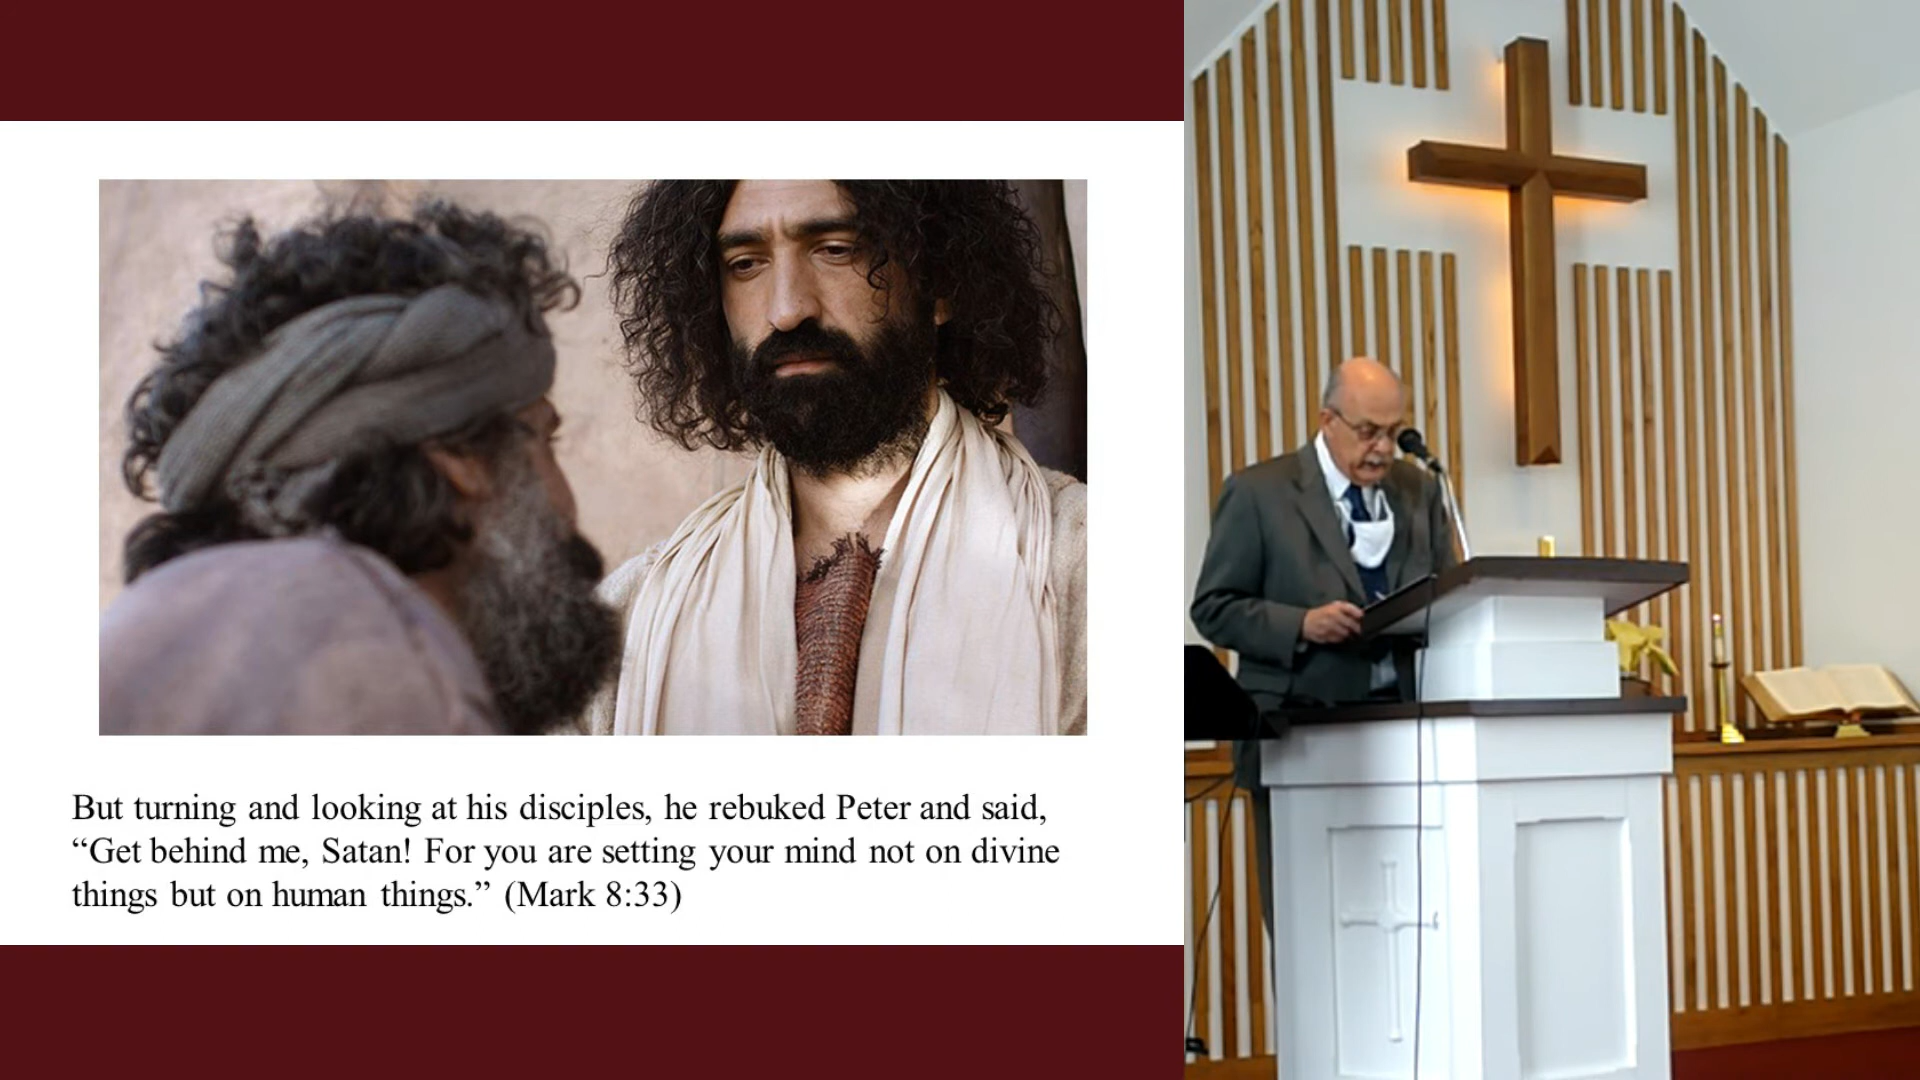 But turning and looking at his disciples, he rebuked Peter and said,
“Get behind me, Satan! For you are setting your mind not on divine
things but on human things.” (Mark 8:33)